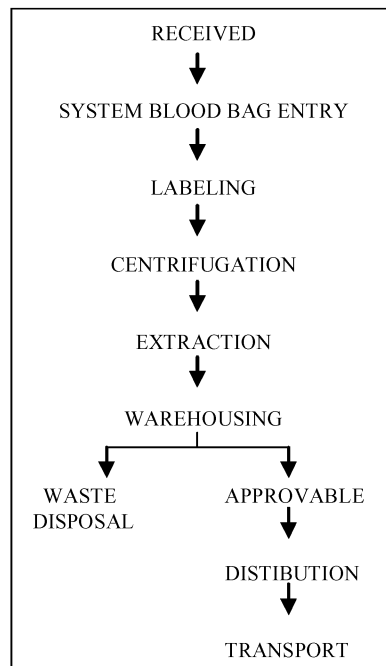 RECEIVED
SYSTEM BLOOD BAG ENTRY
LABELING
CENTRIFUGATION
EXTRACTION
WAREHOUSING
WASTE
DISPOSAL
APPROVABLE
DISTIBUTION
TRANSPORT